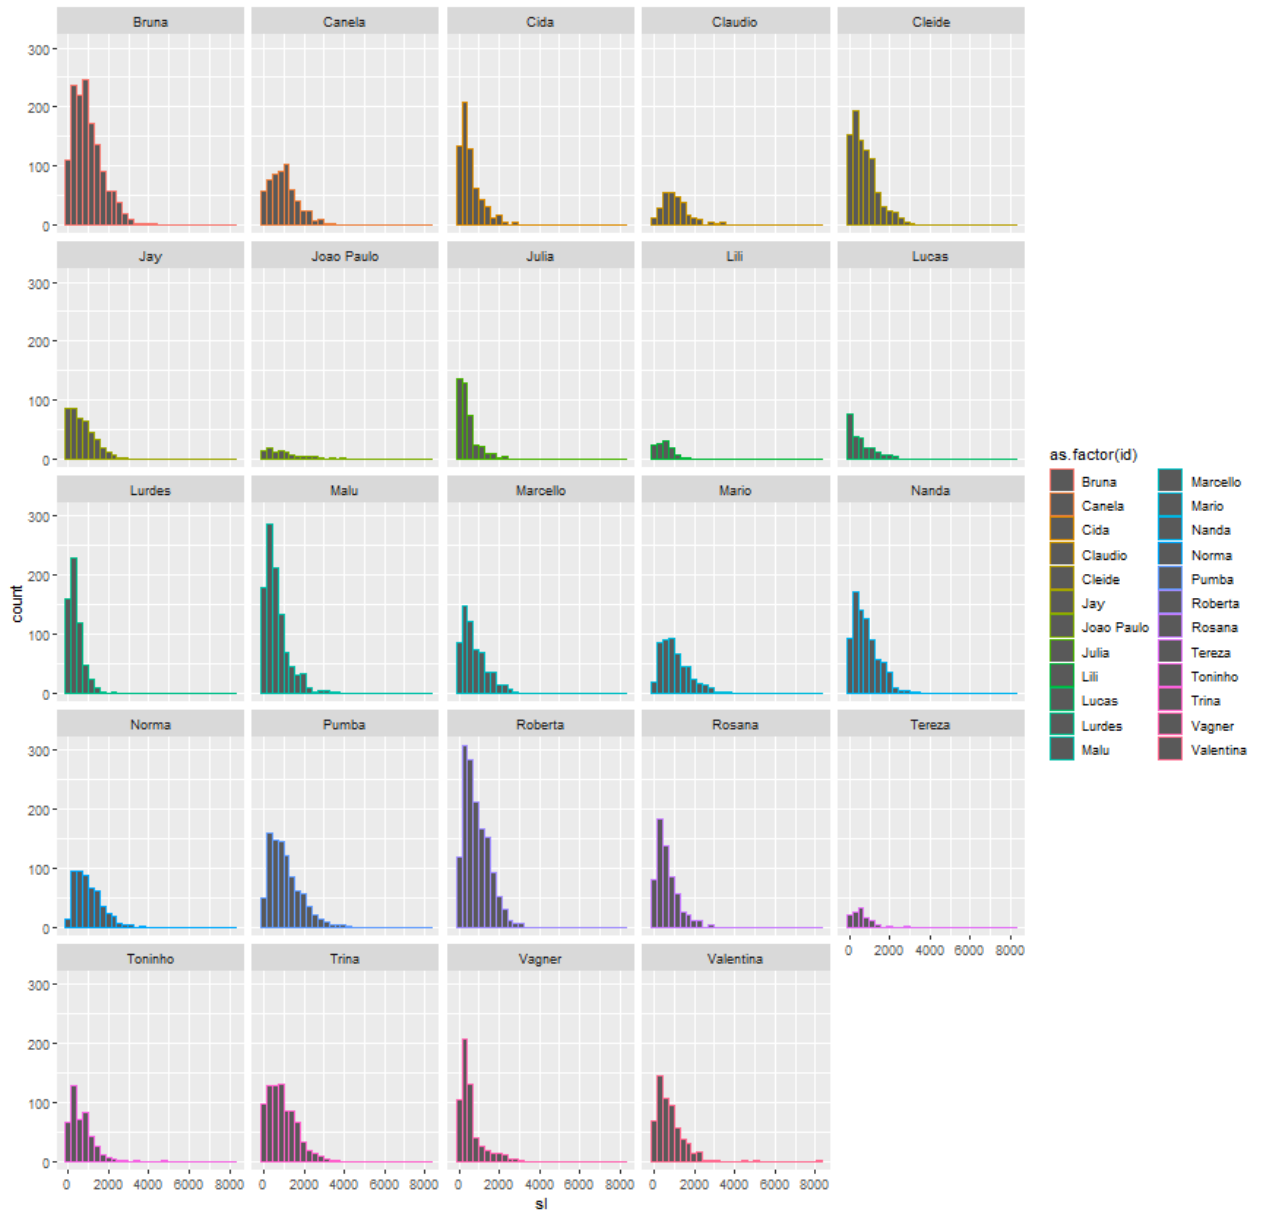 Bruna Canela Cida Claudio Cleide
300
200
100
0
Jay Joao Paulo Julia Lili Lucas
300
200
100
0
Lurdes Malu Marcello Mario Nanda
300
200
100
0
Norma Pumba Roberta Rosana Tereza
300
200
100
0
0 2000 4000 6000 8000
Toninho Trina Vagner Valentina
300
200
100
0
0 2000 4000 6000 8000 0 2000 4000 6000 8000 0 2000 4000 6000 8000 0 2000 4000 6000 8000
sl
count
as.factor(id)
Bruna Marcello
Canela Mario
Cida Nanda
Claudio Norma
Cleide Pumba
Jay Roberta
Joao Paulo Rosana
Julia Tereza
Lili Toninho
Lucas Trina
Lurdes Vagner
Malu Valentina